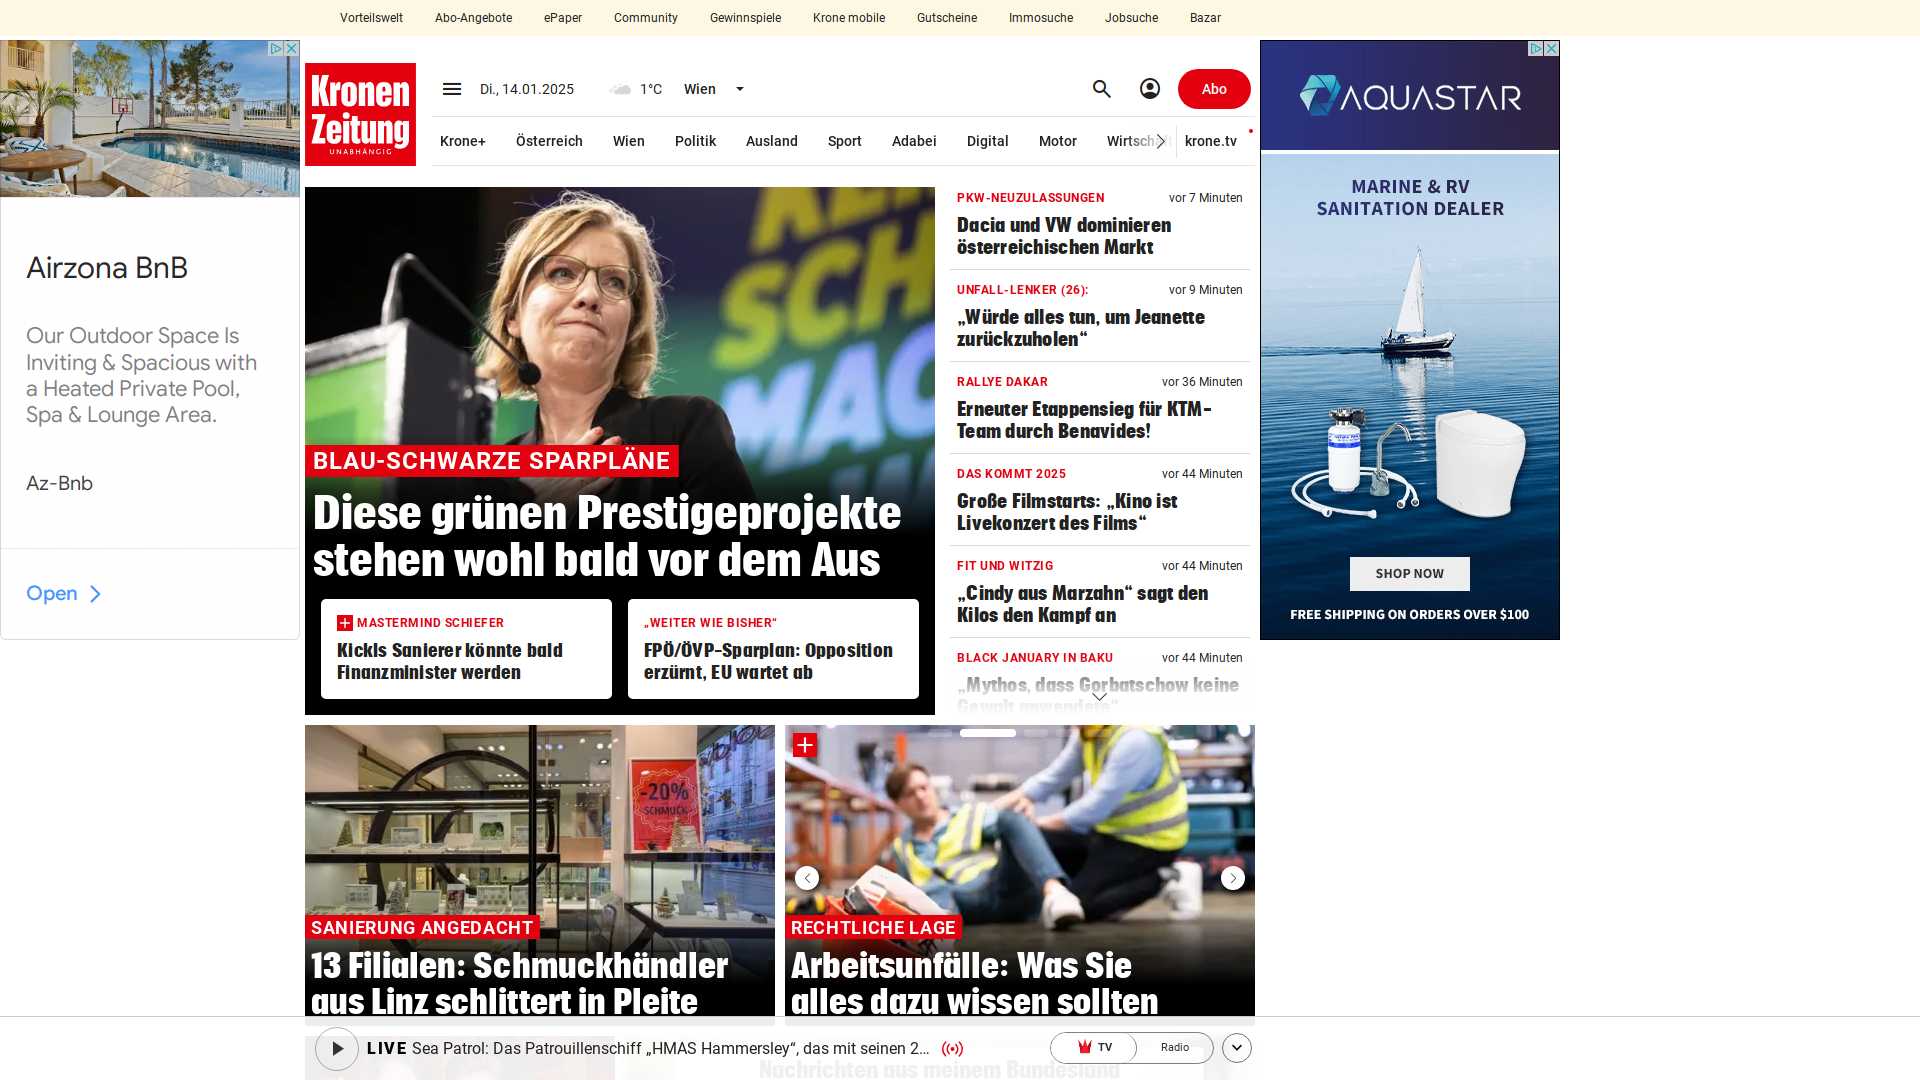 Vorteilswelt Abo-Angebote ePaper Community Gewinnspiele Krone mobile Gutscheine Immosuche Jobsuche Bazar
Kronen
Zeitung
UNABHÄNGIG
Di., 14.01.2025 1°C Wien
Abo
Krone+ Österreich Wien Politik Ausland Sport Adabei Digital Motor Wirtsch krone.tv
Airzona BnB
Our Outdoor Space Is
Inviting & Spacious with
a Heated Private Pool,
Spa & Lounge Area.
Az-Bnb
Open
KEN
SCH
MAC
BLAU-SCHWARZE SPARPLÄNE
Diese grünen Prestigeprojekte
stehen wohl bald vor dem Aus
MASTERMIND SCHIEFER
Kickls Sanierer könnte bald
Finanzminister werden
„WEITER WIE BISHER“
FPÖ/ÖVP-Sparplan: Opposition
erzürnt, EU wartet ab
PKW-NEUZULASSUNGEN vor 7 Minuten
Dacia und VW dominieren
österreichischen Markt
UNFALL-LENKER (26): vor 9 Minuten
„Würde alles tun, um Jeanette
zurückzuholen“
RALLYE DAKAR vor 36 Minuten
Erneuter Etappensieg für KTM-
Team durch Benavides!
DAS KOMMT 2025 vor 44 Minuten
Große Filmstarts: „Kino ist
Livekonzert des Films“
FIT UND WITZIG vor 44 Minuten
„Cindy aus Marzahn“ sagt den
Kilos den Kampf an
BLACK JANUARY IN BAKU vor 44 Minuten
„Mythos, dass Gorbatschow keine
Gewalt anwendete“
AQUASTAR
MARINE & RV
SANITATION DEALER
SHOP NOW
FREE SHIPPING ON ORDERS OVER $100
-20%
SCHMUCK
SANIERUNG ANGEDACHT
13 Filialen: Schmuckhändler
aus Linz schlittert in Pleite
RECHTLICHE LAGE
Arbeitsunfälle: Was Sie
alles dazu wissen sollten
LIVE Sea Patrol: Das Patrouillenschiff „HMAS Hammersley“, das mit seinen 2...
TV Radio
Nachrichten aus meinem Bundesland